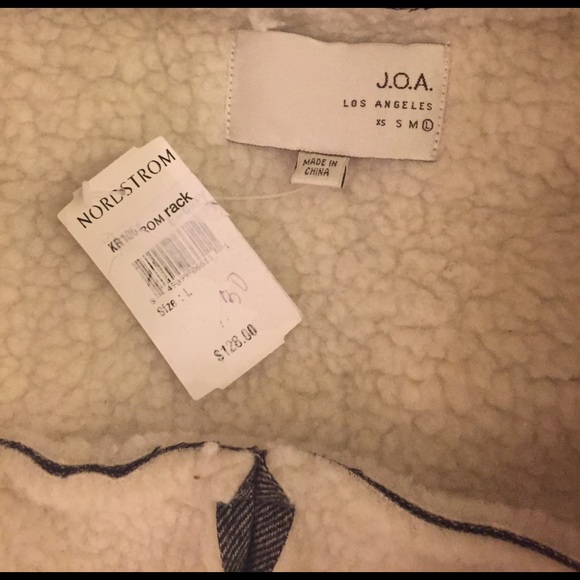 J.O.A.
LOS ANGELES
XS S M L
MADE IN
CHINA
NORDSTROM
rack
Size : L
$128.00